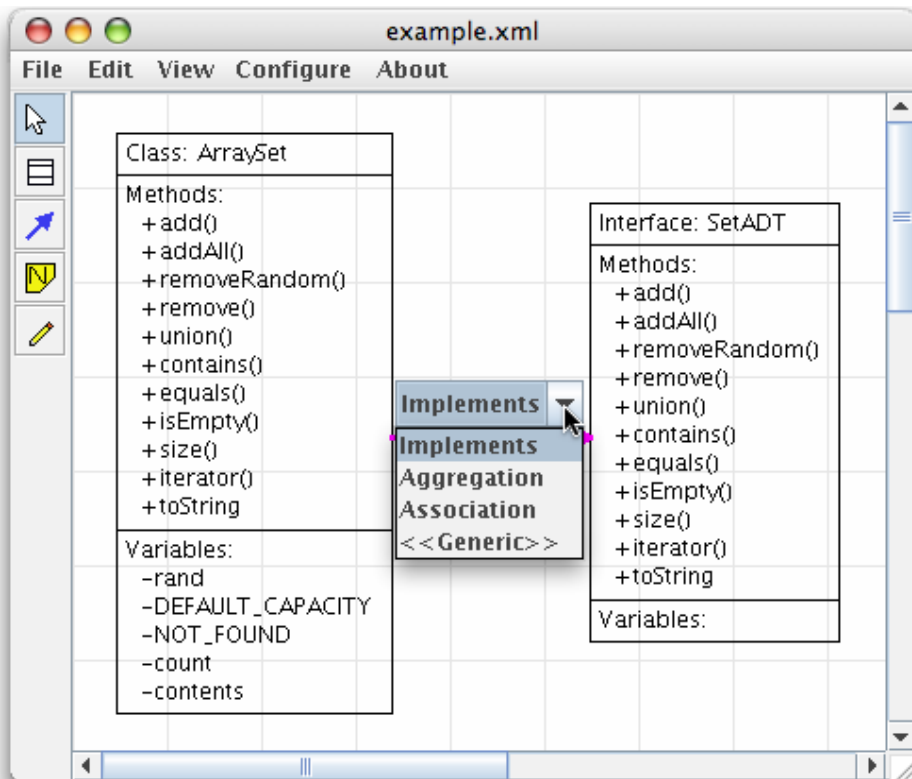 example.xml
File Edit View Configure About
Class: ArraySet
Methods:
+add()
+addAll()
+removeRandom()
+remove()
+union()
+contains()
+equals()
+isEmpty()
+size()
+iterator()
+toString
Variables:
-rand
-DEFAULT_CAPACITY
-NOT_FOUND
-count
-contents
Implements
Implements
Aggregation
Association
<<Generic>>
Interface: SetADT
Methods:
+add()
+addAll()
+removeRandom()
+remove()
+union()
+contains()
+equals()
+isEmpty()
+size()
+iterator()
+toString
Variables: